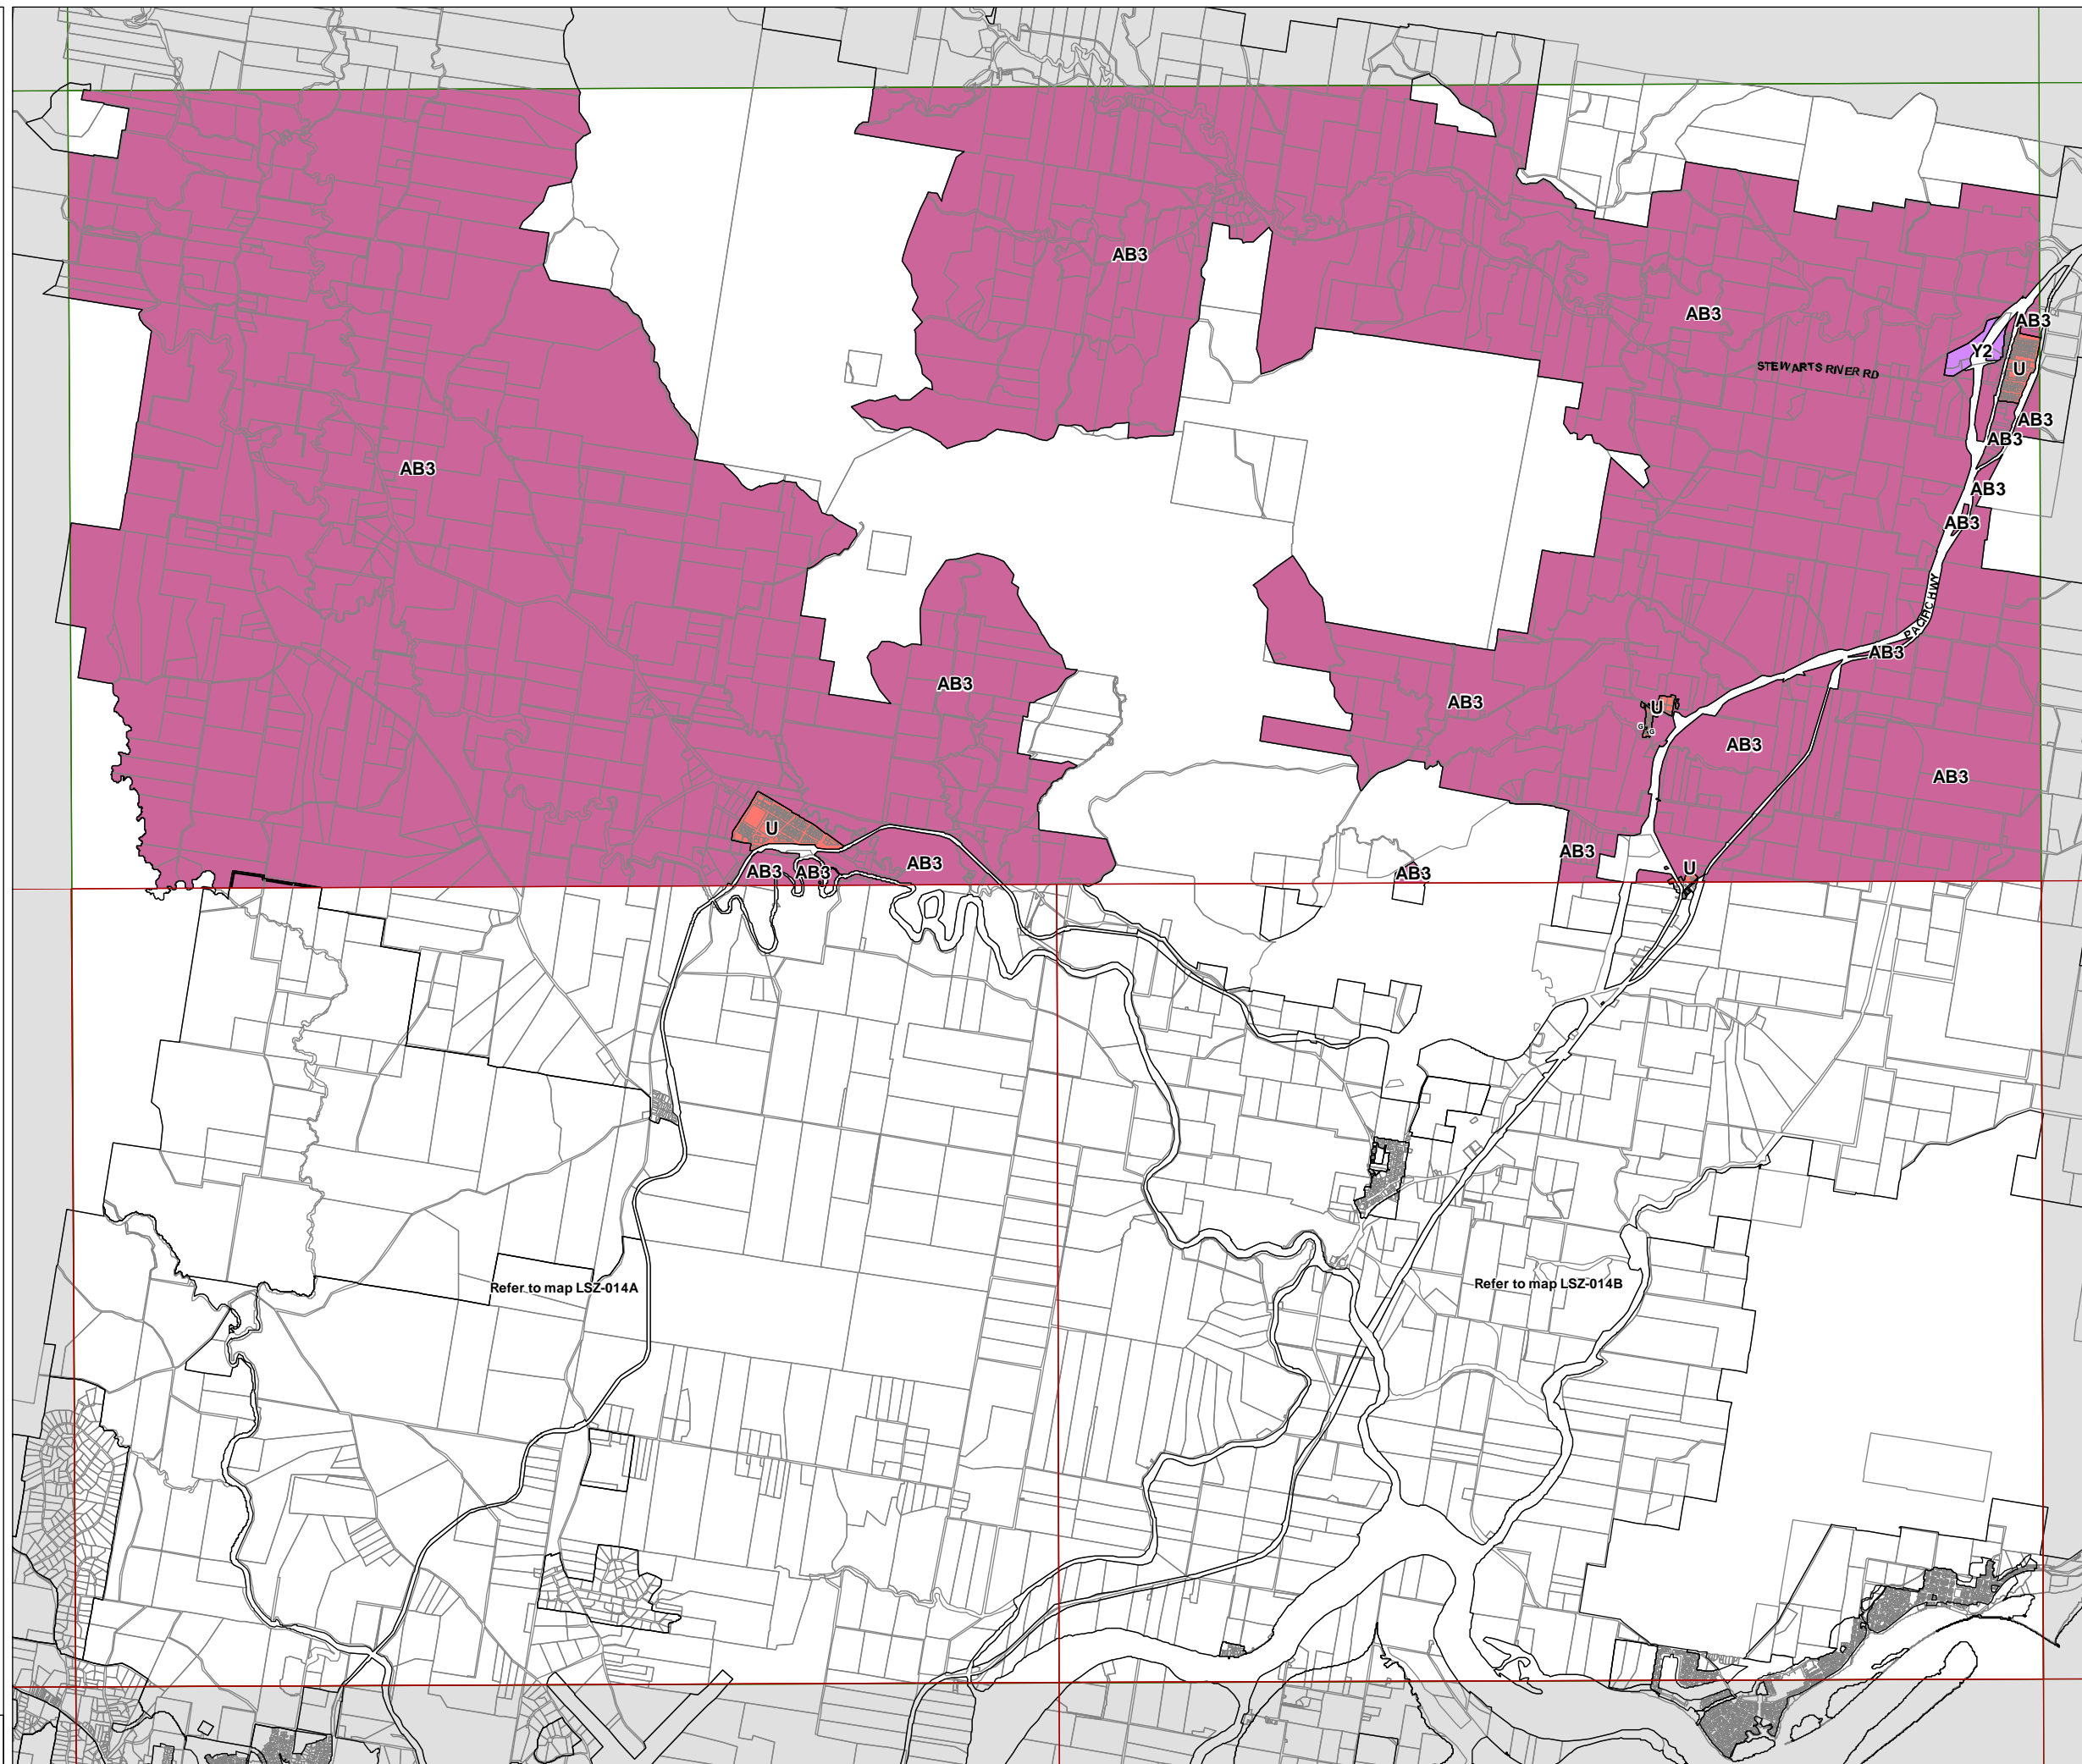 AB3
AB3
AB3
Y2
STEWARTS RIVER RD
U
AB3
AB3
AB3
AB3
AB3
PACIFIC HWY
AB3
AB3
AB3
U
G
G
AB3
AB3
U
AB3
AB3
AB3
AB3
U
AB3
Refer to map LSZ-014A
Refer to map LSZ-014B